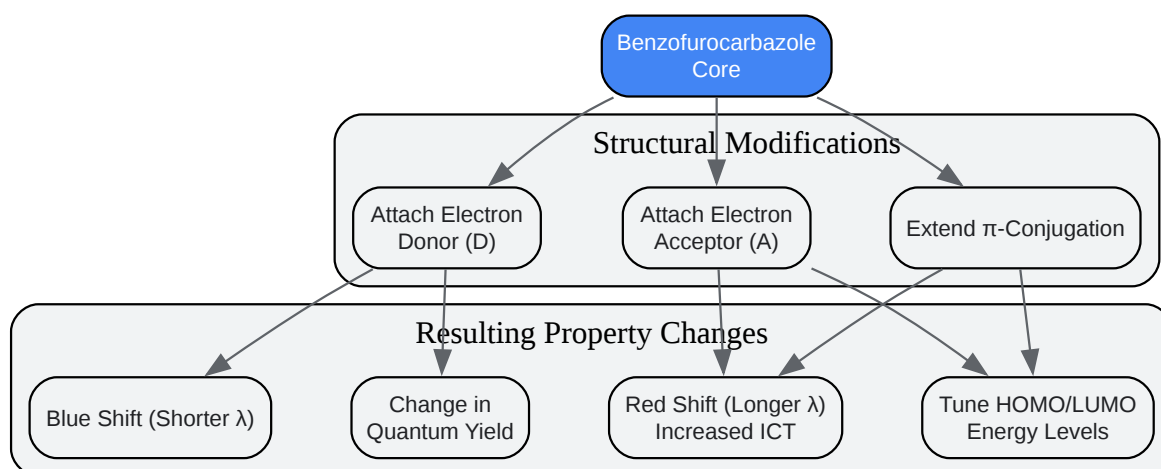 Benzofurocarbazole
Core
Structural Modifications
Attach Electron
Donor (D)
Attach Electron
Acceptor (A)
Extend π-Conjugation
Resulting Property Changes
Blue Shift (Shorter λ)
Change in
Quantum Yield
Red Shift (Longer λ)
Increased ICT
Tune HOMO/LUMO
Energy Levels